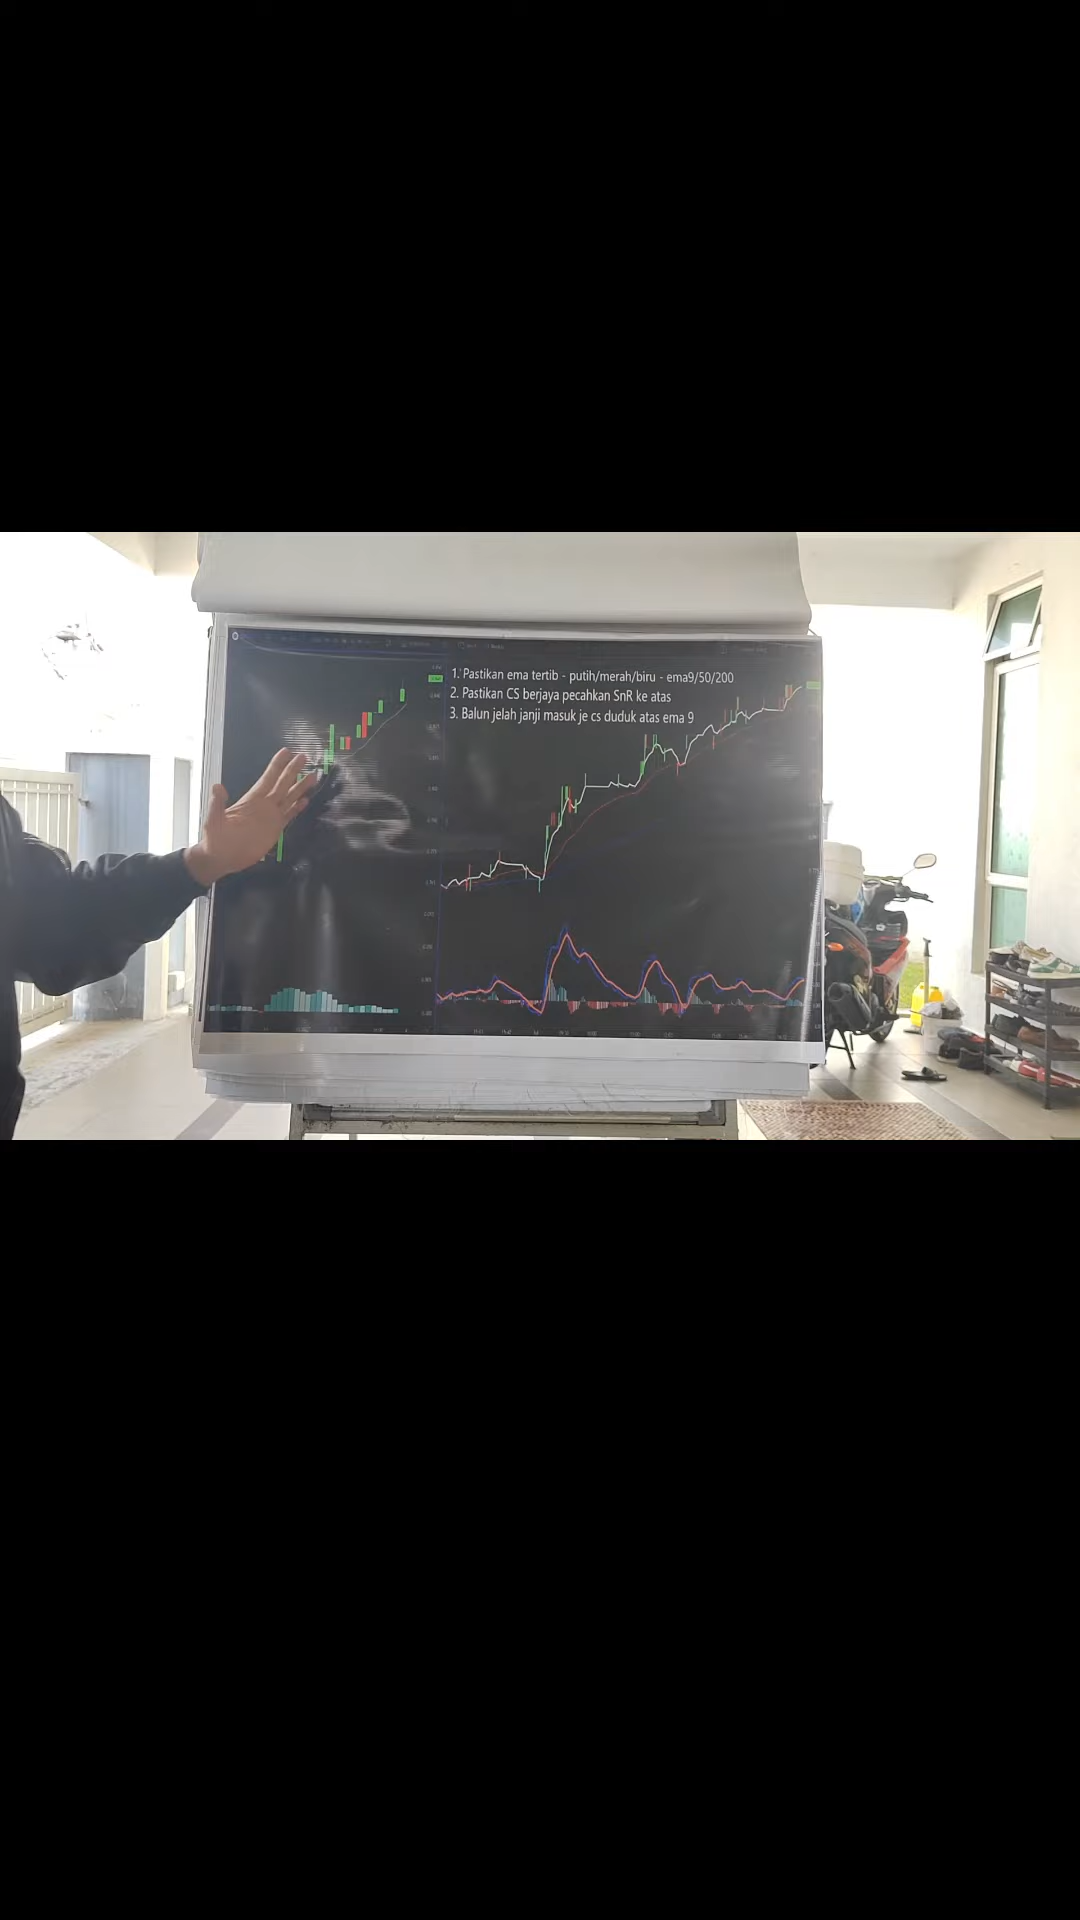 1. Pastikan ema tertib - putih/merah/biru - ema9/50/200
2. Pastikan CS berjaya pecahkan SnR ke atas
3. Balun jelah janji masuk je cs duduk atas ema 9